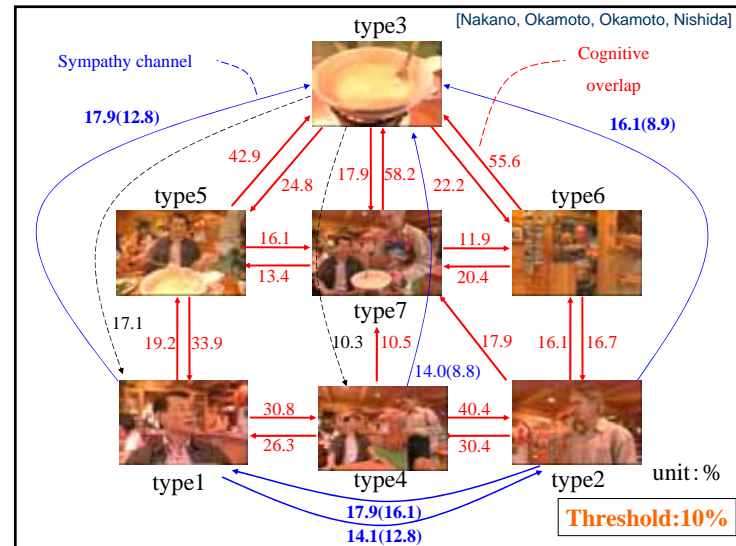 [Nakano, Okamoto, Okamoto, Nishida]
type3
Sympathy channel
Cognitive
overlap
17.9(12.8)
16.1(8.9)
42.9
24.8
17.9
58.2
22.2
55.6
type5
type6
16.1
13.4
11.9
20.4
type7
17.1
19.2
33.9
10.3
10.5
14.0(8.8)
17.9
16.1
16.7
30.8
26.3
40.4
30.4
type1
type4
type2
unit:%
17.9(16.1)
14.1(12.8)
Threshold:10%